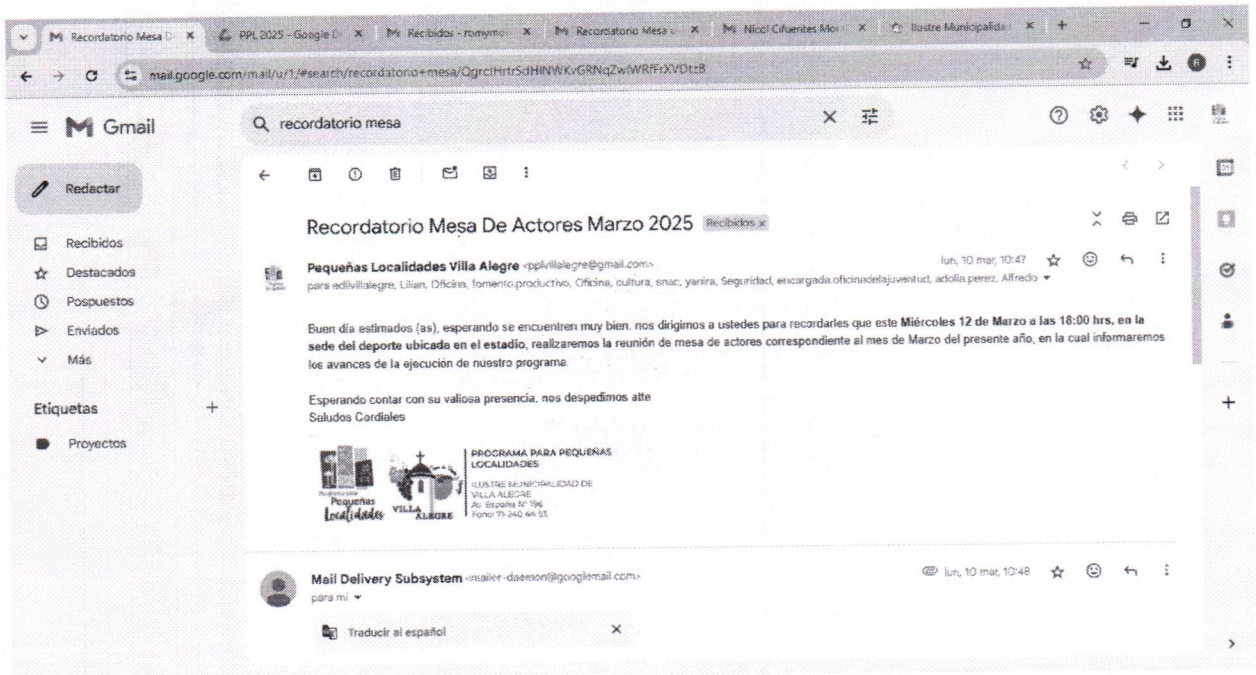 Recordatorio Mesa D
PPL 2025 - Google D
Recibidos - romymo
Recordatorio Mesa
Nicol Cifuentes
Ilustre Municipalida
mail.google.com/mail/u/1/#search/recordatorio+mesa/
Gmail
recordatorio mesa
Redactar
Recibidos
Destacados
Pospuestos
Enviados
Más
Etiquetas
Proyectos
Recordatorio Mesa De Actores Marzo 2025 Recibidos x
Pequeñas Localidades Villa Alegre <pplvillalegre@gmail.com> lun, 10 mar, 10:47
para edilvillalegre, Lilian, Oficina, fomento.productivo, Oficina, cultura, snac, yanira, Seguridad, encargada.oficinadelajuventud, adolia.perez, Alfredo
Buen día estimados (as), esperando se encuentren muy bien, nos dirigimos a ustedes para recordarles que este Miércoles 12 de Marzo a las 18:00 hrs, en la
sede del deporte ubicada en el estadio, realizaremos la reunión de mesa de actores correspondiente al mes de Marzo del presente año, en la cual informaremos
los avances de la ejecución de nuestro programa.
Esperando contar con su valiosa presencia, nos despedimos atte
Saludos Cordiales
Programa para
Pequeñas
Localidades
VILLA ALEGRE
PROGRAMA PARA PEQUEÑAS
LOCALIDADES
ILUSTRE MUNICIPALIDAD DE
VILLA ALEGRE
Av. España N° 196
Mail Delivery Subsystem <mailer-daemon@googlemail.com> lun, 10 mar, 10:48
para mí
Traducir al español